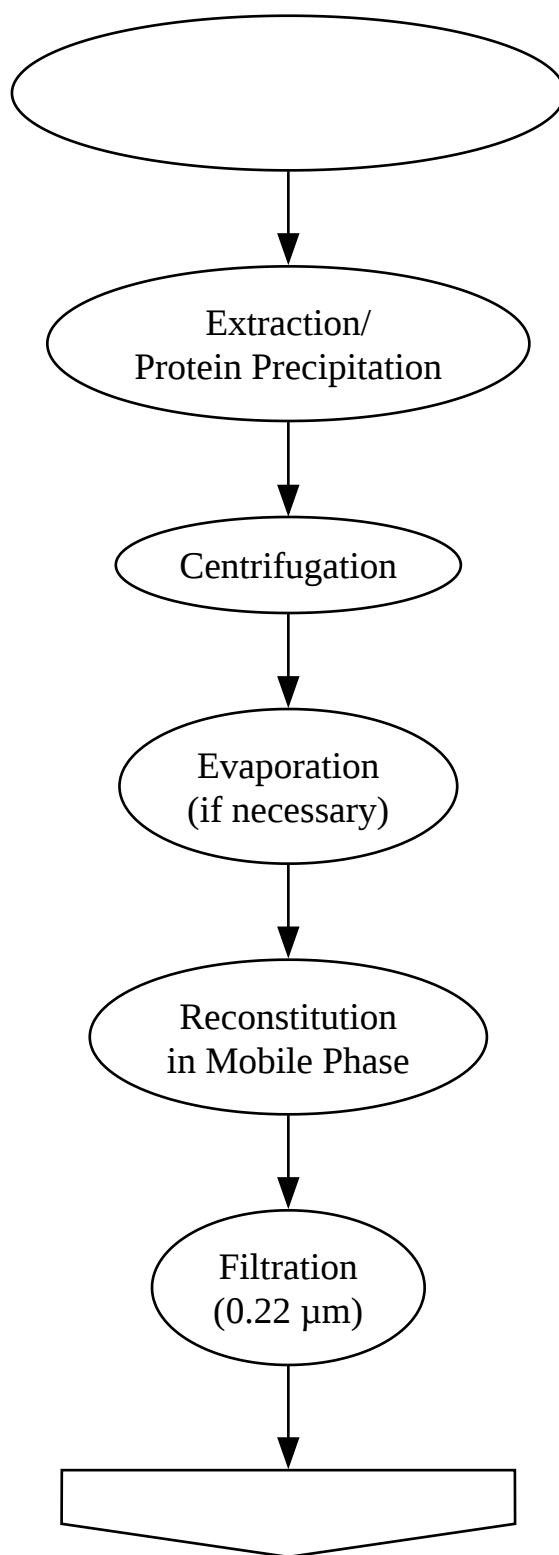 Extraction/
Protein Precipitation
Centrifugation
Evaporation
(if necessary)
Reconstitution
in Mobile Phase
Filtration
(0.22 µm)